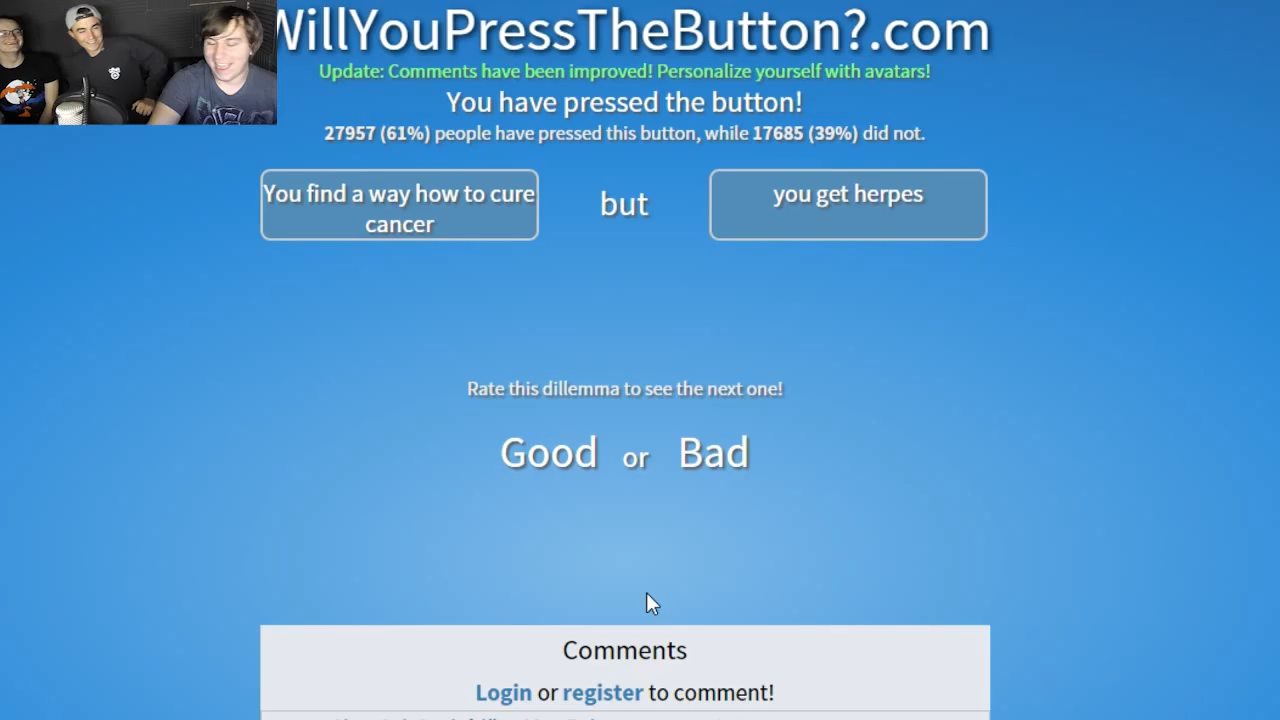 WillYouPressTheButton?.com
Update: Comments have been improved! Personalize yourself with avatars!
You have pressed the button!
27957 (61%) people have pressed this button, while 17685 (39%) did not.
You find a way how to cure
cancer
but
you get herpes
Rate this dillemma to see the next one!
Good or Bad
Comments
Login or register to comment!